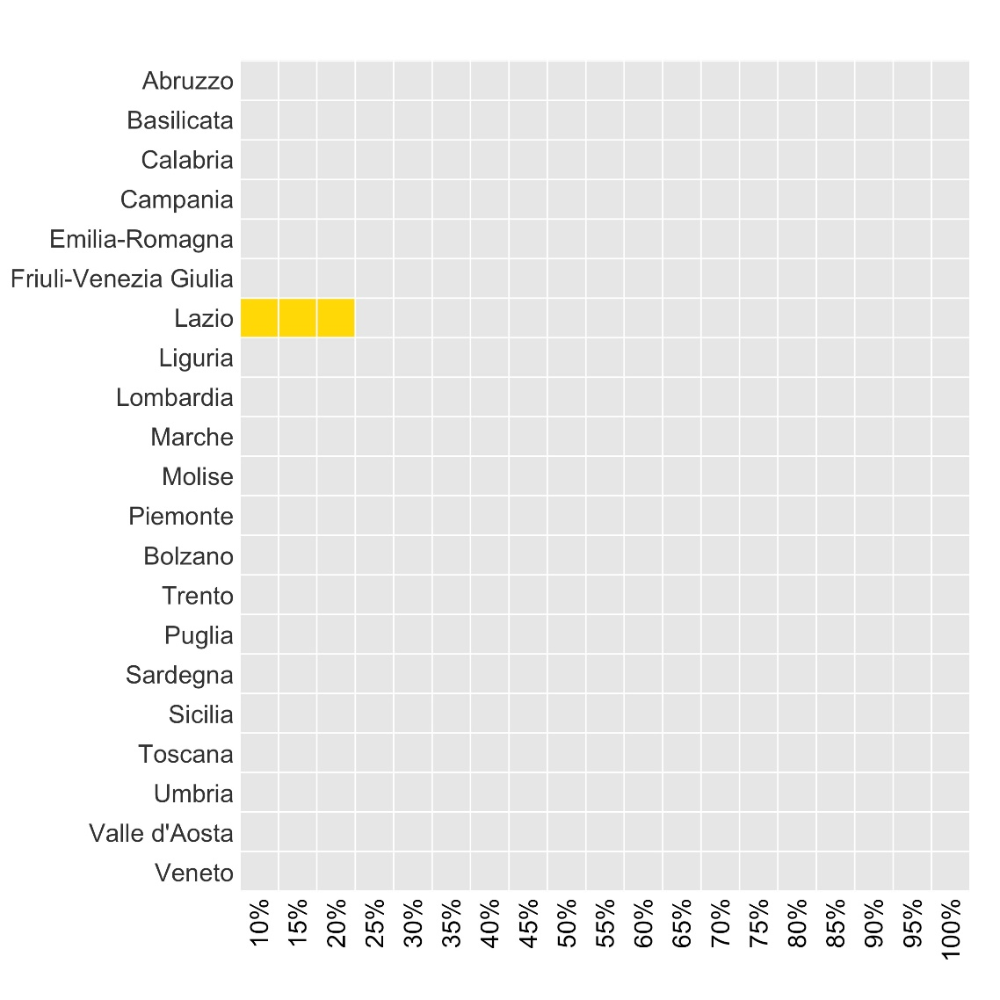 Abruzzo
Basilicata
Calabria
Campania
Emilia-Romagna
Friuli-Venezia Giulia
Lazio
Liguria
Lombardia
Marche
Molise
Piemonte
Bolzano
Trento
Puglia
Sardegna
Sicilia
Toscana
Umbria
Valle d'Aosta
Veneto
10% 15% 20% 25% 30% 35% 40% 45% 50% 55% 60% 65% 70% 75% 80% 85% 90% 95% 100%